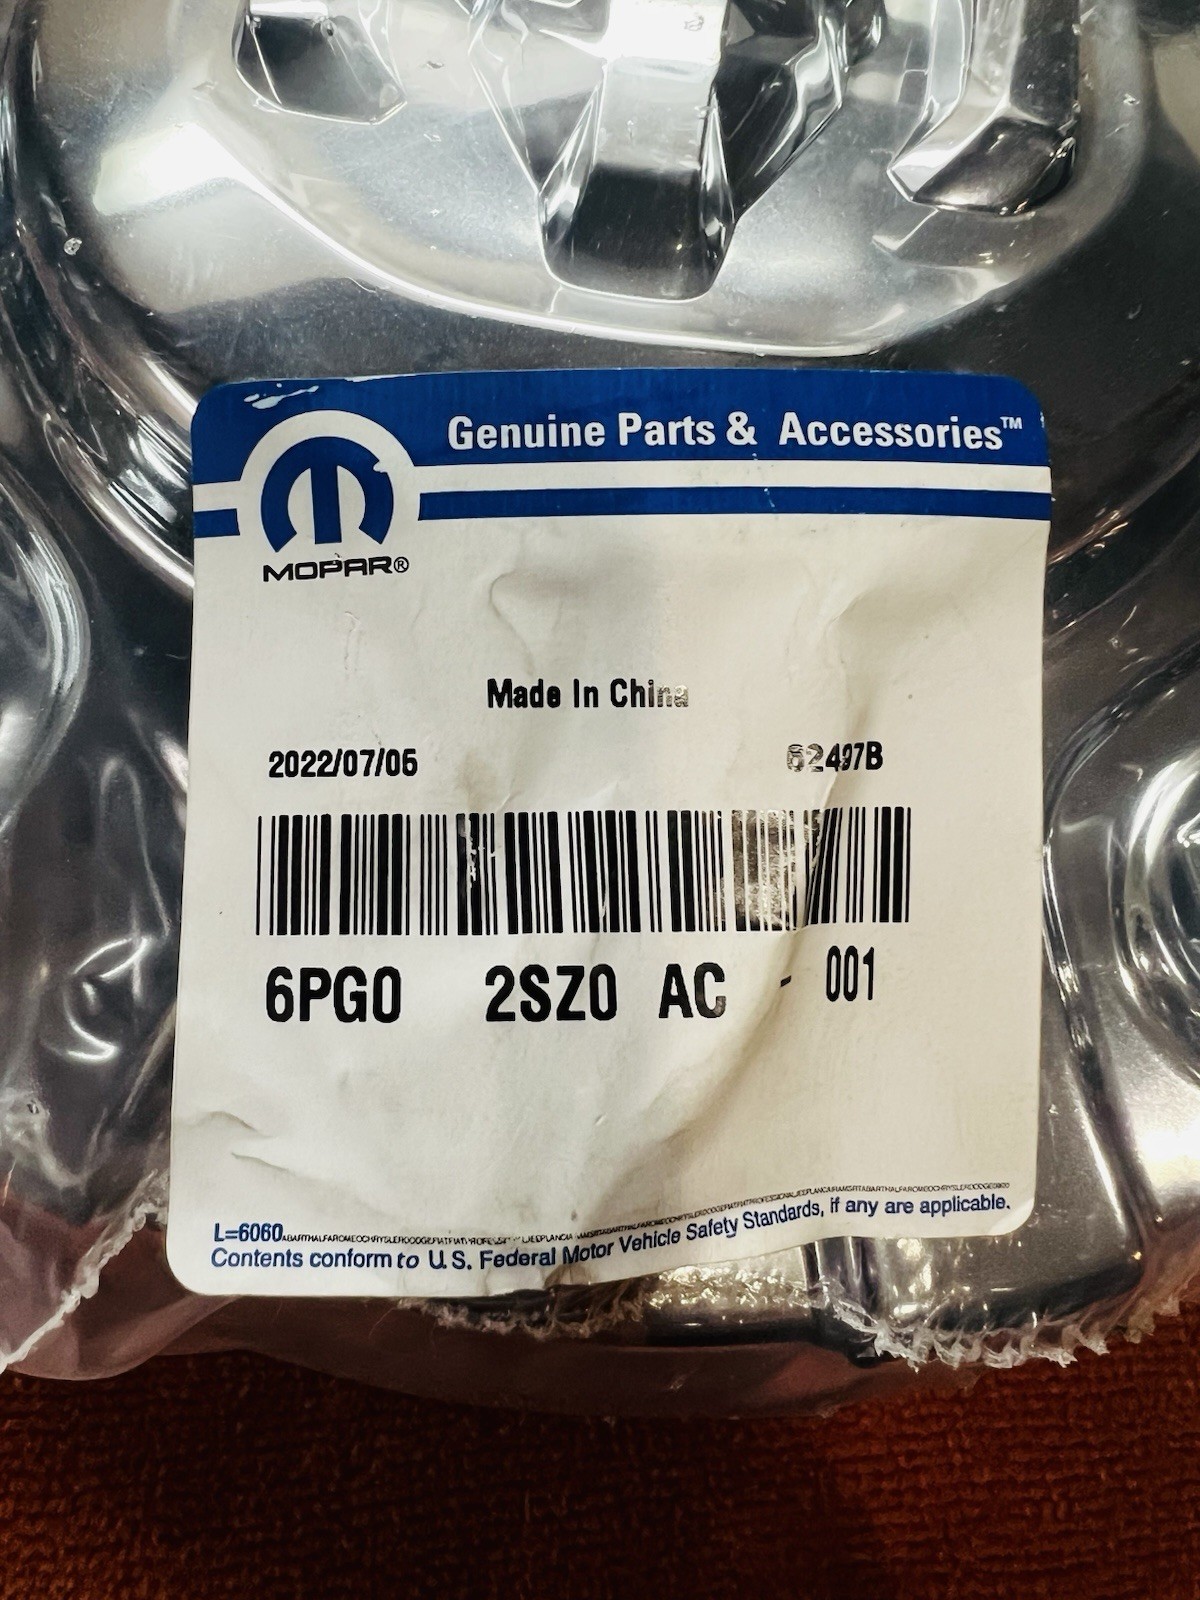 Genuine Parts & Accessories™
MOPAR®
Made In China
2022/07/06
62497B
6PG0 2SZ0 AC - 001
L=6060
Contents conform to U.S. Federal Motor Vehicle Safety Standards, if any are applicable.